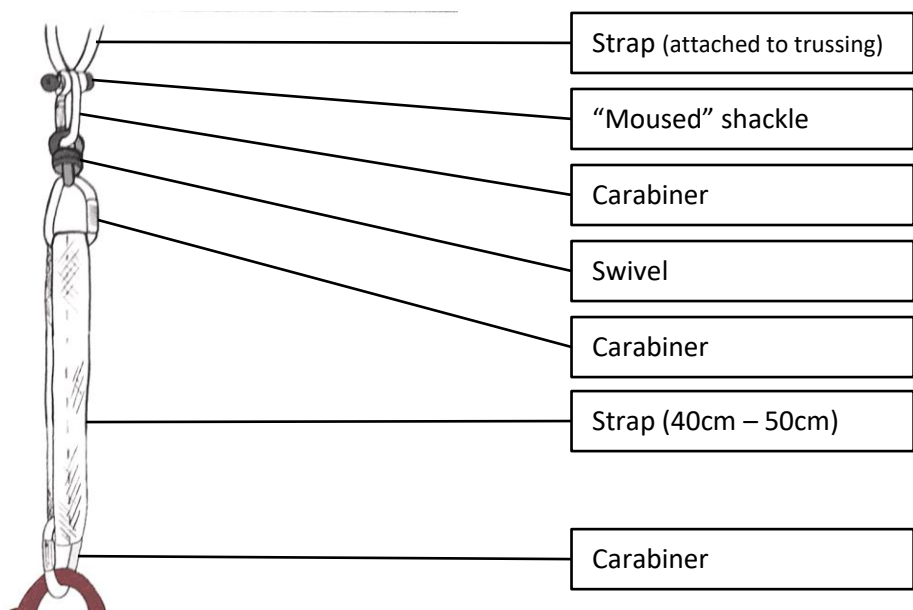 Strap (attached to trussing)
“Moused” shackle
Carabiner
Swivel
Carabiner
Strap (40cm – 50cm)
Carabiner